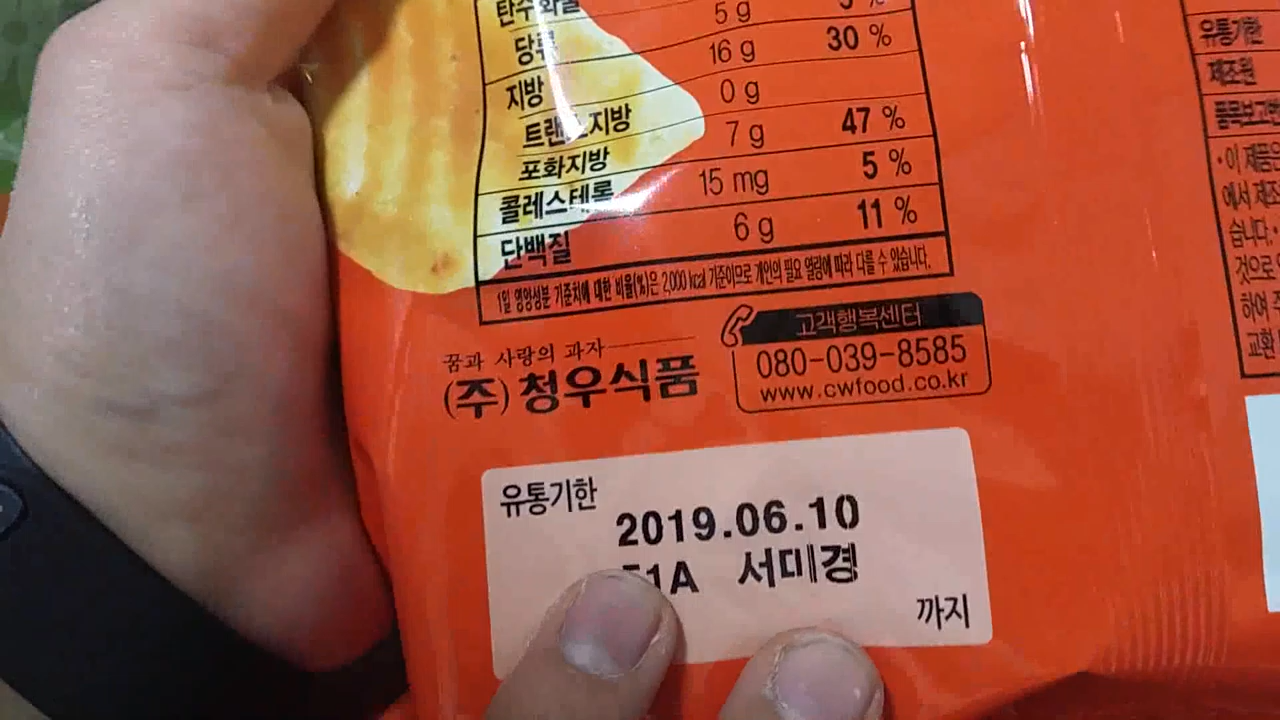 탄수화물 5 g
당류 16 g 30 %
지방 0 g
트랜스지방 7 g 47 %
포화지방 15 mg 5 %
콜레스테롤 6 g 11 %
단백질
1일 영양성분 기준치에 대한 비율(%)은 2,000 kcal 기준이므로 개인의 필요 열량에 따라 다를 수 있습니다.
꿈과 사랑의 과자
(주)청우식품
고객행복센터
080-039-8585
www.cwfood.co.kr
유통기한
2019.06.10
1A 서미경
까지
유통기한
제조원
품목보고번
•이 제품은
에서 제조
습니다.•
것으로
하여
교환